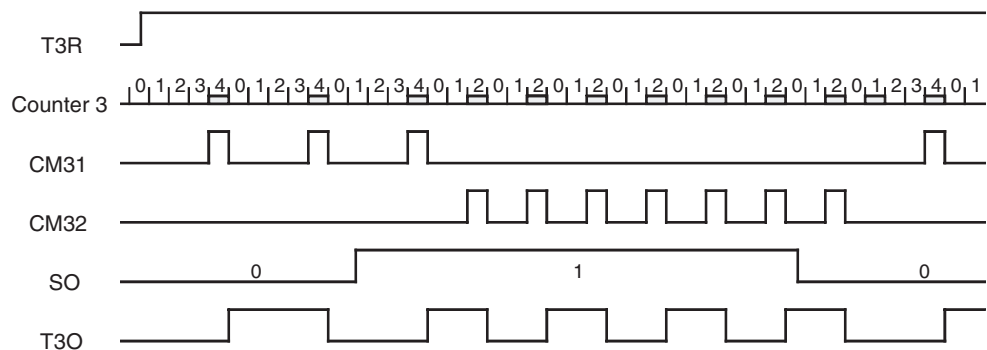 T3R
Counter 3 0 1 2 3 4 0 1 2 3 4 0 1 2 3 4 0 1 2 0 1 2 0 1 2 0 1 2 0 1 2 0 1 2 0 1 2 0 1 2 3 4 0 1
CM31
CM32
SO 0 1 0
T3O